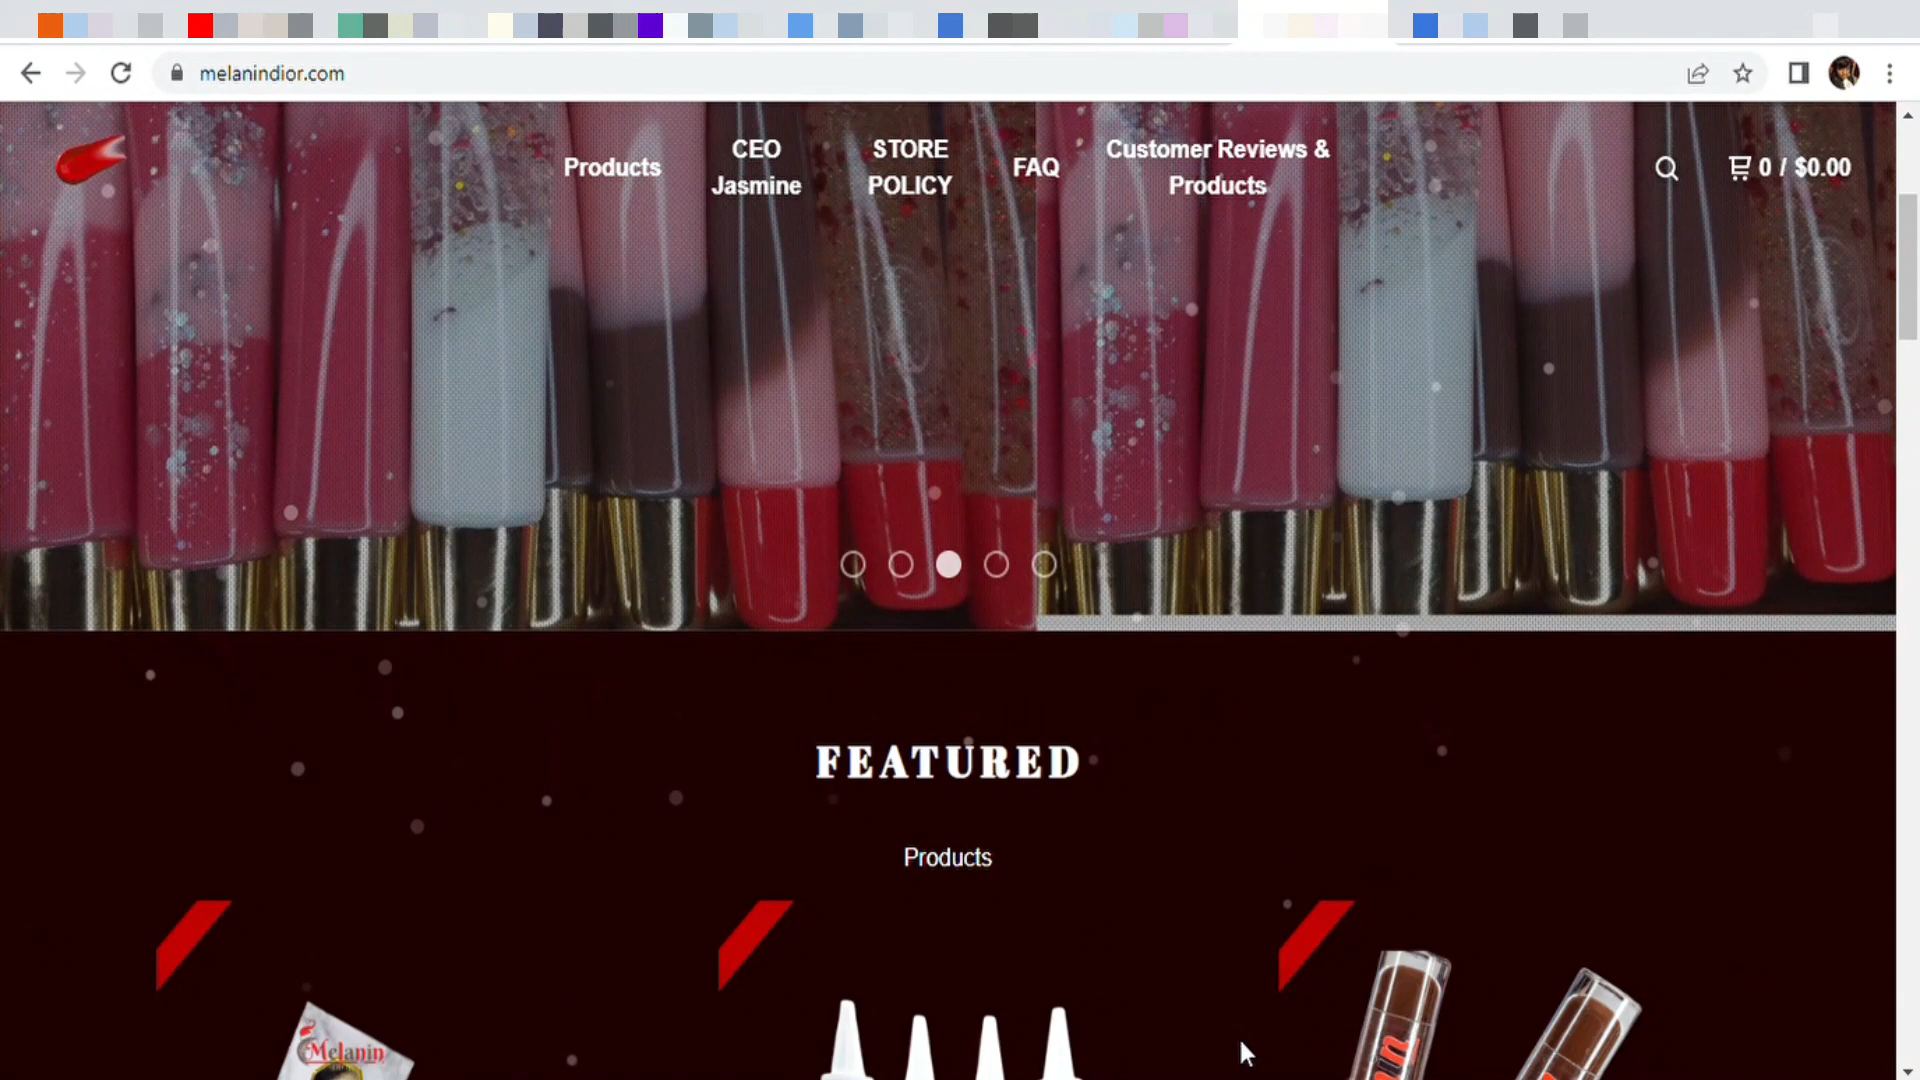 melanindior.com
Products
CEO
Jasmine
STORE
POLICY
FAQ
Customer Reviews &
Products
0 / $0.00
FEATURED
Products
Melanin